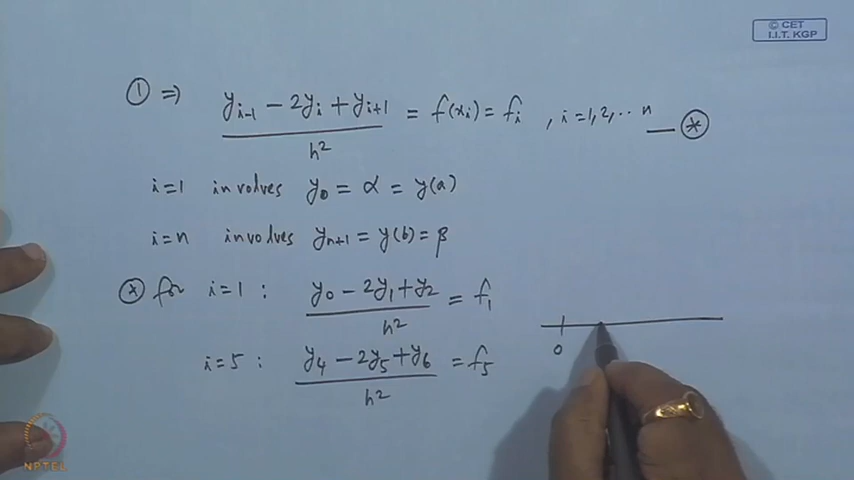 © CET
I.I.T. KGP
① ⇒ (y_{i-1} - 2y_i + y_{i+1}) / h² = f(x_i) = f_i , i = 1, 2, ·· n — ⊛
i=1 involves y_0 = α = y(a)
i=n involves y_{n+1} = y(b) = β
⊛ for i=1 : (y_0 - 2y_1 + y_2) / h² = f_1
i=5 : (y_4 - 2y_5 + y_6) / h² = f_5
0
NPTEL